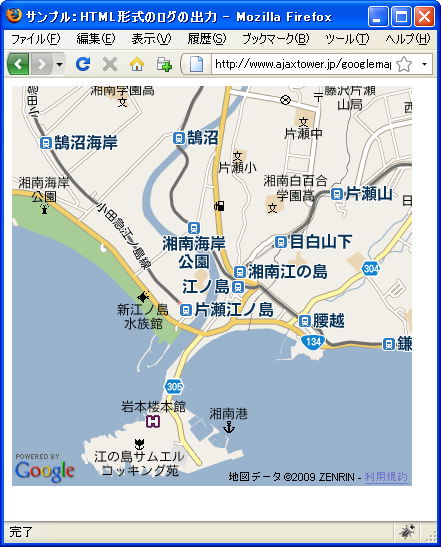 サンプル：HTML形式のログの出力 - Mozilla Firefox
ファイル(F) 編集(E) 表示(V) 履歴(S) ブックマーク(B) ツール(T) ヘルプ(H)
http://www.ajaxtower.jp/googlemap
湘南学園高
藤沢片瀬
山局
鵠沼海岸
鵠沼
片瀬中
片瀬小
湘南海岸
公園
湘南白百合
学園高
片瀬山
小田急江ノ島線
湘南海岸
公園
目白山下
湘南江の島
304
江ノ島
新江ノ島
水族館
片瀬江ノ島
腰越
134
鎌
305
岩本楼本館
湘南港
江の島サムエル
コッキング苑
POWERED BY
Google
地図データ ©2009 ZENRIN - 利用規約
完了